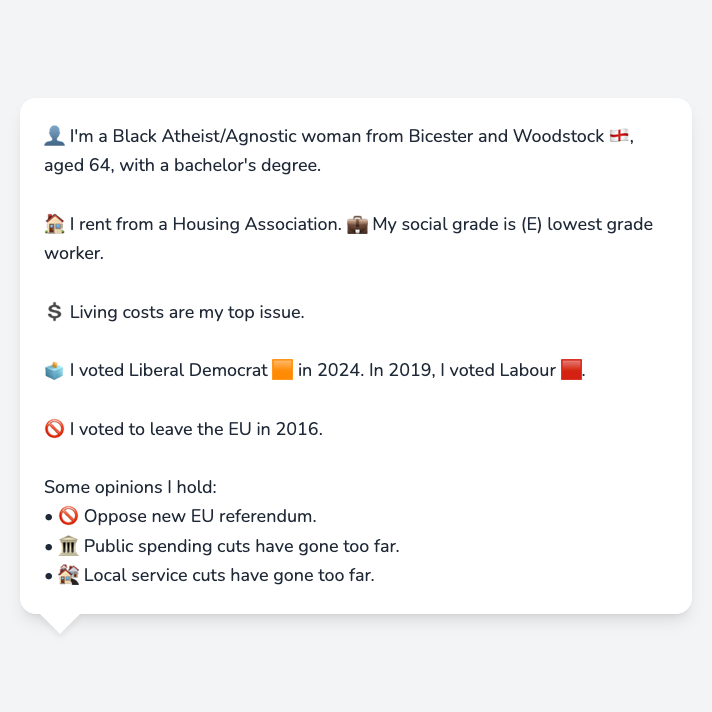 👤 I'm a Black Atheist/Agnostic woman from Bicester and Woodstock 🏴󠁧󠁢󠁥󠁮󠁧󠁿,
aged 64, with a bachelor's degree.
🏠 I rent from a Housing Association. 💼 My social grade is (E) lowest grade
worker.
💲 Living costs are my top issue.
🗳️ I voted Liberal Democrat 🟧 in 2024. In 2019, I voted Labour 🟥.
🚫 I voted to leave the EU in 2016.
Some opinions I hold:
• 🚫 Oppose new EU referendum.
• 🏛️ Public spending cuts have gone too far.
• 🏘️ Local service cuts have gone too far.